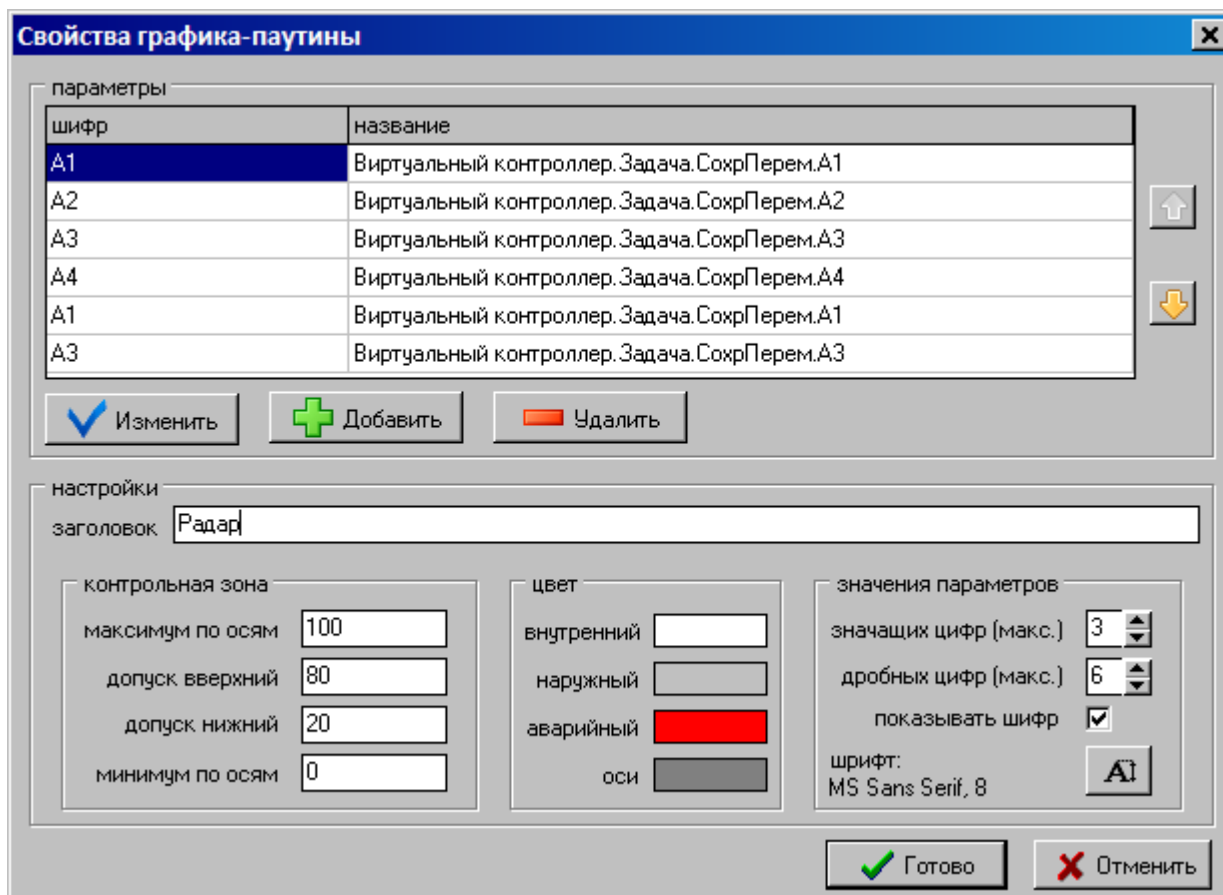 Свойства графика-паутины
параметры
шифр название
A1 Виртуальный контроллер.Задача.СохрПерем.A1
A2 Виртуальный контроллер.Задача.СохрПерем.A2
A3 Виртуальный контроллер.Задача.СохрПерем.A3
A4 Виртуальный контроллер.Задача.СохрПерем.A4
A1 Виртуальный контроллер.Задача.СохрПерем.A1
A3 Виртуальный контроллер.Задача.СохрПерем.A3
Изменить Добавить Удалить
настройки
заголовок Радар
контрольная зона
максимум по осям 100
допуск вверхний 80
допуск нижний 20
минимум по осям 0
цвет
внутренний
наружный
аварийный
оси
значения параметров
значащих цифр (макс.) 3
дробных цифр (макс.) 6
показывать шифр
шрифт:
MS Sans Serif, 8
A
Готово Отменить